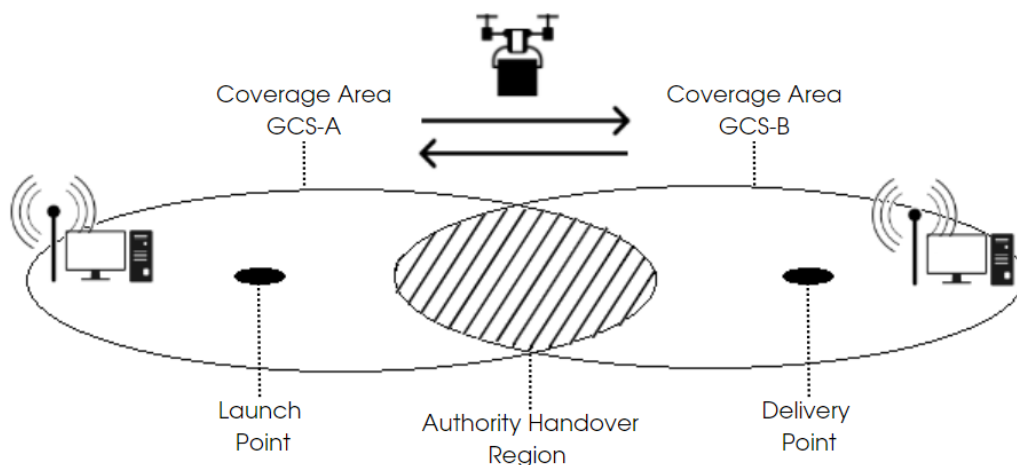 Coverage Area
GCS-A
Coverage Area
GCS-B
Launch
Point
Authority Handover
Region
Delivery
Point